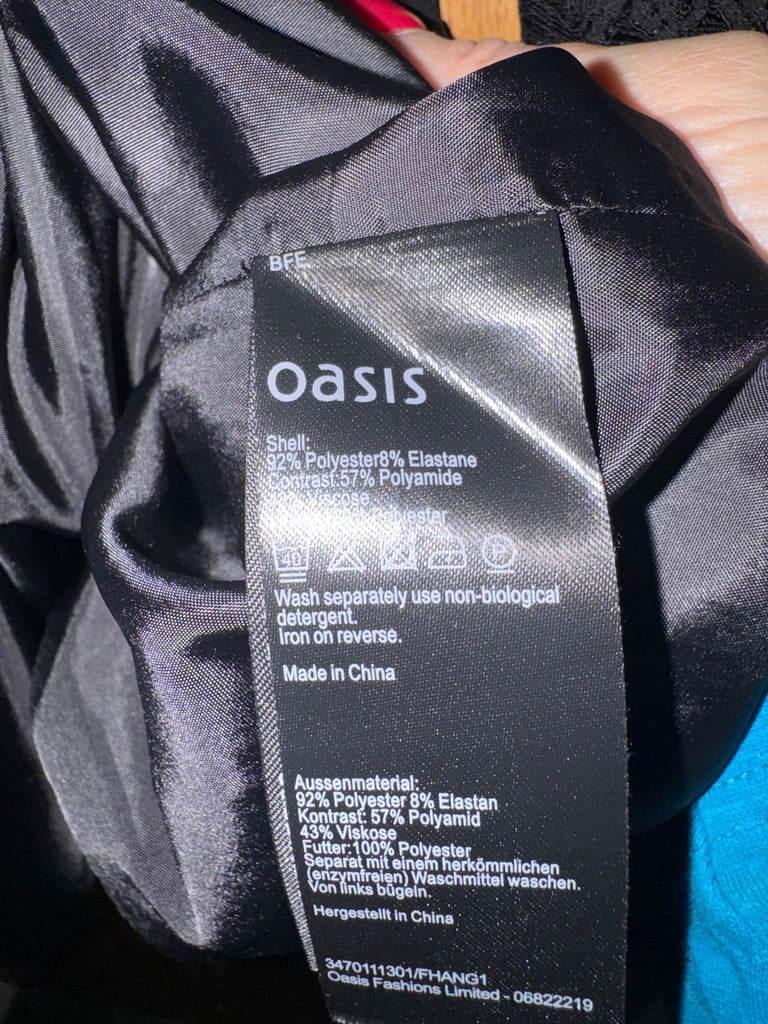 BFE
oasis
Shell:
92% Polyester8% Elastane
Contrast:57% Polyamide
Viscose
Polyester
40 P
Wash separately use non-biological
detergent.
Iron on reverse.
Made in China
Aussenmaterial:
92% Polyester 8% Elastan
Kontrast: 57% Polyamid
43% Viskose
Futter:100% Polyester
Separat mit einem herkömmlichen
(enzymfreien) Waschmittel waschen.
Von links bügeln.
Hergestellt in China
3470111301/FHANG1
Oasis Fashions Limited - 06822219